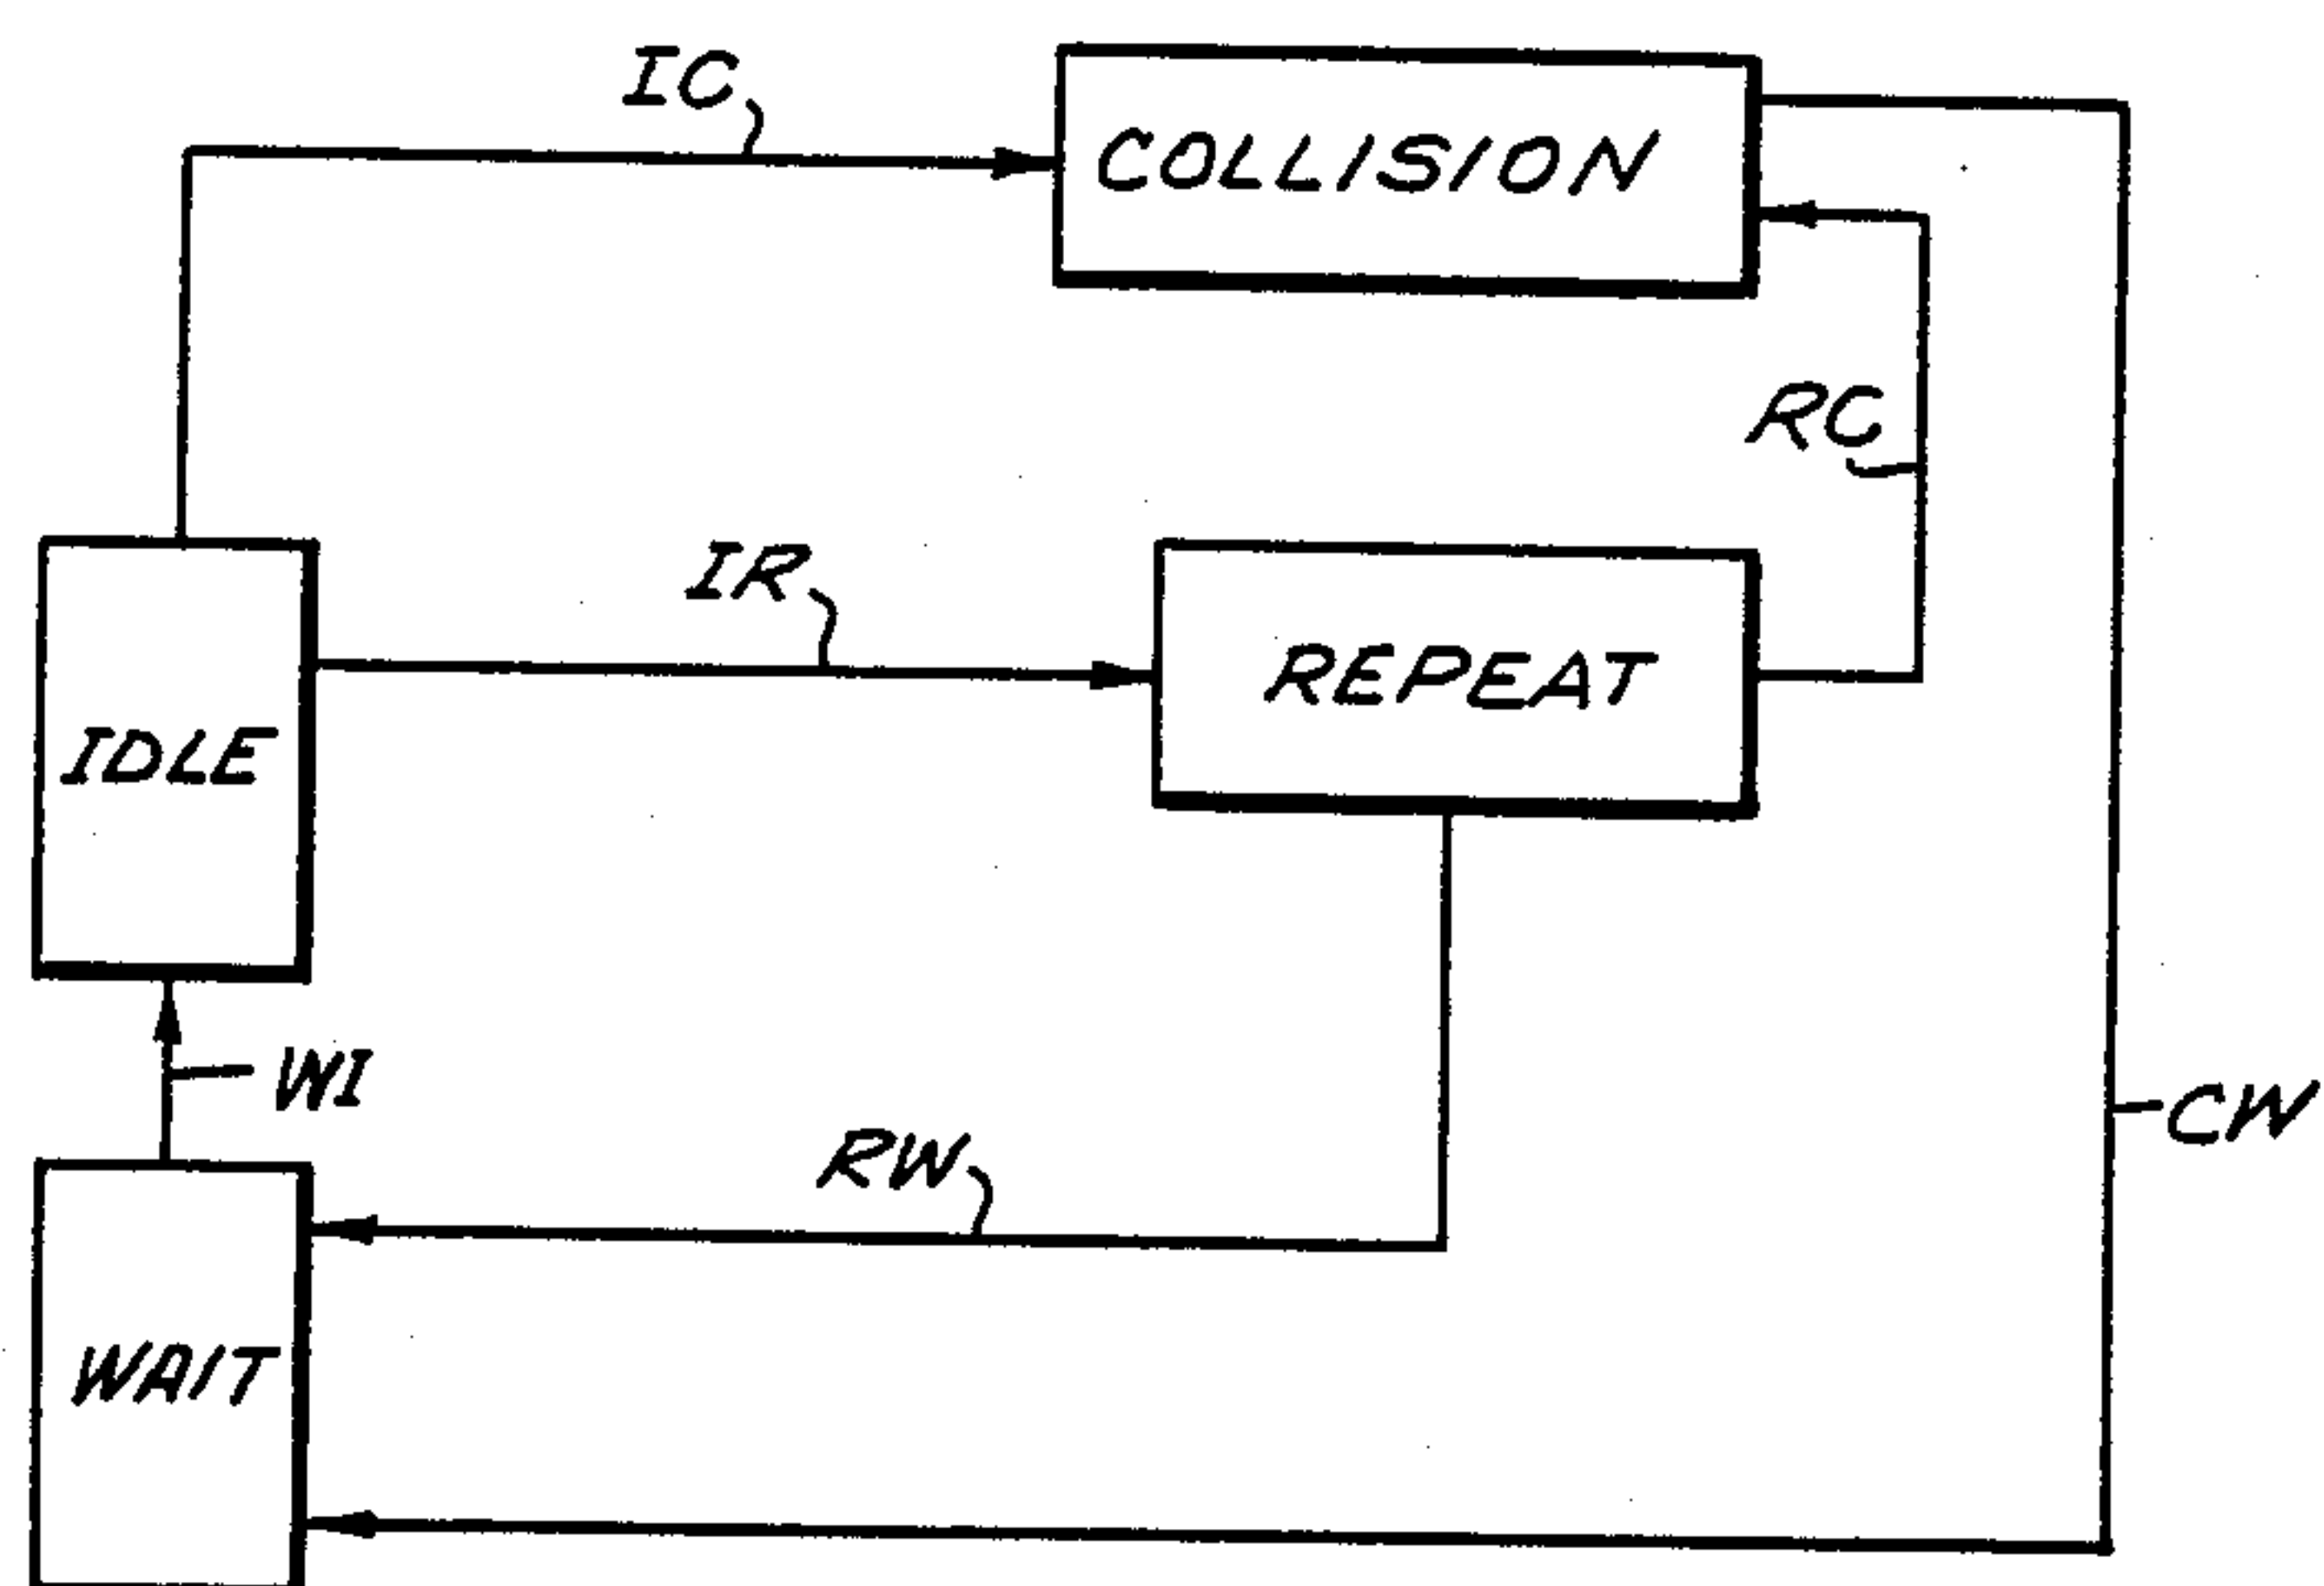 IC
COLLISION
RC
IR
REPEAT
IDLE
WI
CW
RW
WAIT